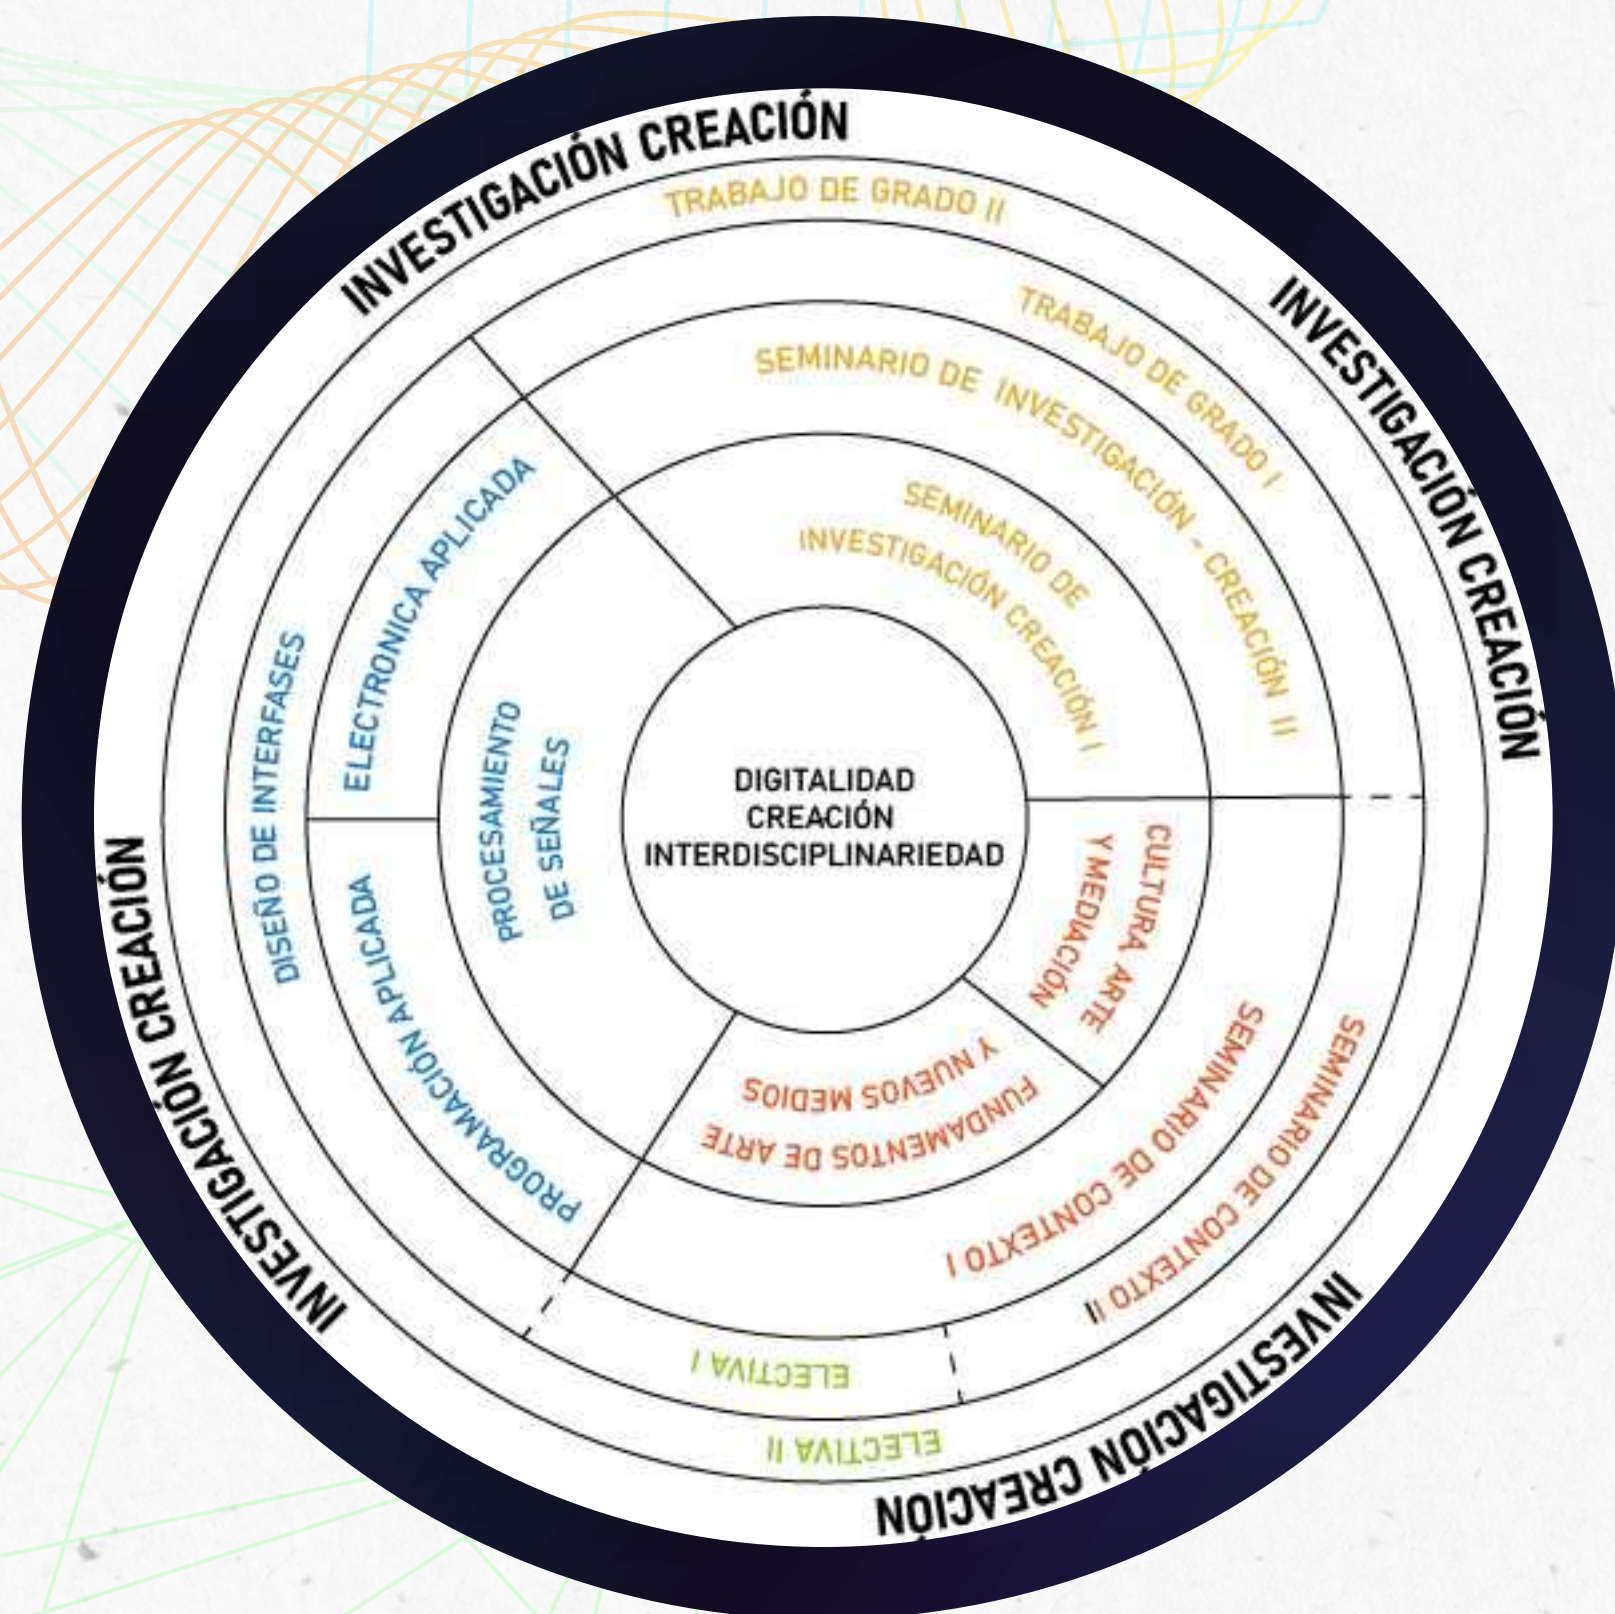 INVESTIGACIÓN CREACIÓN
INVESTIGACIÓN CREACIÓN
INVESTIGACIÓN CREACIÓN
INVESTIGACIÓN CREACIÓN
TRABAJO DE GRADO II
TRABAJO DE GRADO I
SEMINARIO DE INVESTIGACIÓN - CREACIÓN II
SEMINARIO DE
INVESTIGACIÓN CREACIÓN I
DIGITALIDAD
CREACIÓN
INTERDISCIPLINARIEDAD
CULTURA, ARTE
Y MEDIACIÓN
FUNDAMENTOS DE ARTE
Y NUEVOS MEDIOS
SEMINARIO DE CONTEXTO I
SEMINARIO DE CONTEXTO II
ELECTIVA I
ELECTIVA II
PROCESAMIENTO
DE SEÑALES
PROGRAMACIÓN APLICADA
ELECTRONICA APLICADA
DISEÑO DE INTERFASES